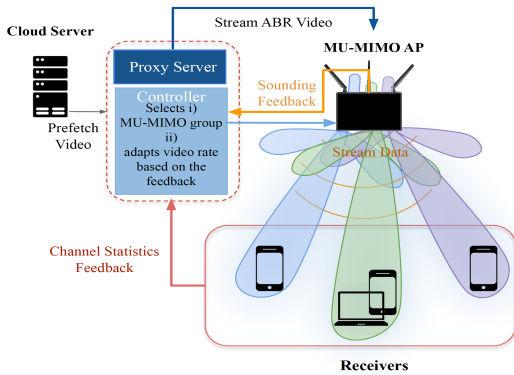 Stream ABR Video
Cloud Server
MU-MIMO AP
Proxy Server
Sounding
Feedback
Controller
Selects i)
MU-MIMO group
ii)
adapts video rate
based on the
feedback
Prefetch
Video
Stream Data
Channel Statistics
Feedback
Receivers